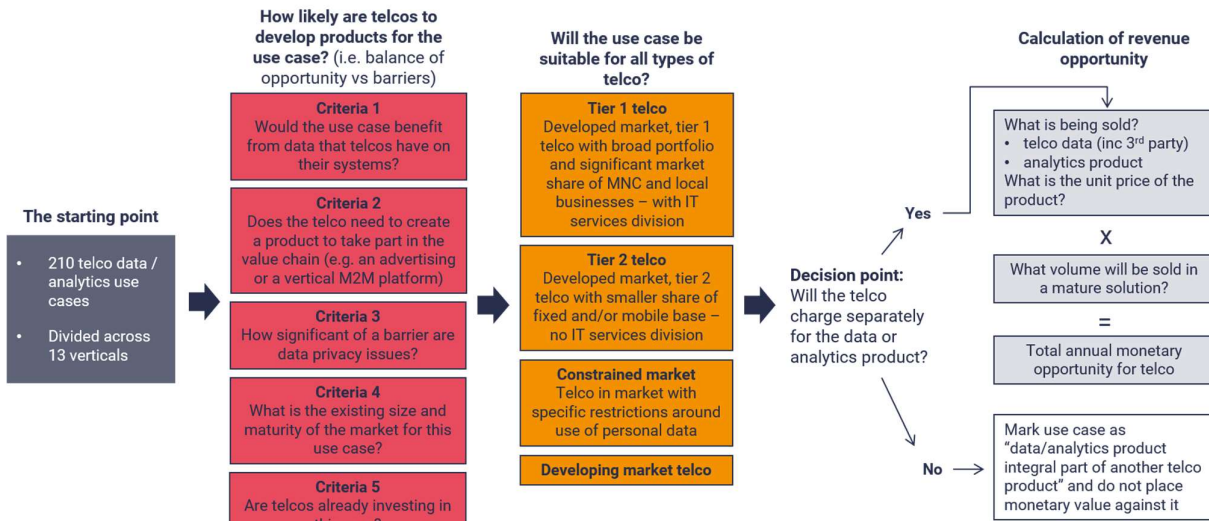 The starting point
• 210 telco data /
analytics use
cases
• Divided across
13 verticals
How likely are telcos to
develop products for the
use case? (i.e. balance of
opportunity vs barriers)
Criteria 1
Would the use case benefit
from data that telcos have on
their systems?
Criteria 2
Does the telco need to create
a product to take part in the
value chain (e.g. an advertising
or a vertical M2M platform)
Criteria 3
How significant of a barrier are
data privacy issues?
Criteria 4
What is the existing size and
maturity of the market for this
use case?
Criteria 5
Are telcos already investing in
Will the use case be
suitable for all types of
telco?
Tier 1 telco
Developed market, tier 1
telco with broad portfolio
and significant market
share of MNC and local
businesses – with IT
services division
Tier 2 telco
Developed market, tier 2
telco with smaller share of
fixed and/or mobile base –
no IT services division
Constrained market
Telco in market with
specific restrictions around
use of personal data
Developing market telco
Decision point:
Will the telco
charge separately
for the data or
analytics product?
Yes
No
Calculation of revenue
opportunity
What is being sold?
• telco data (inc 3rd party)
• analytics product
What is the unit price of the
product?
X
What volume will be sold in
a mature solution?
=
Total annual monetary
opportunity for telco
Mark use case as
“data/analytics product
integral part of another telco
product” and do not place
monetary value against it